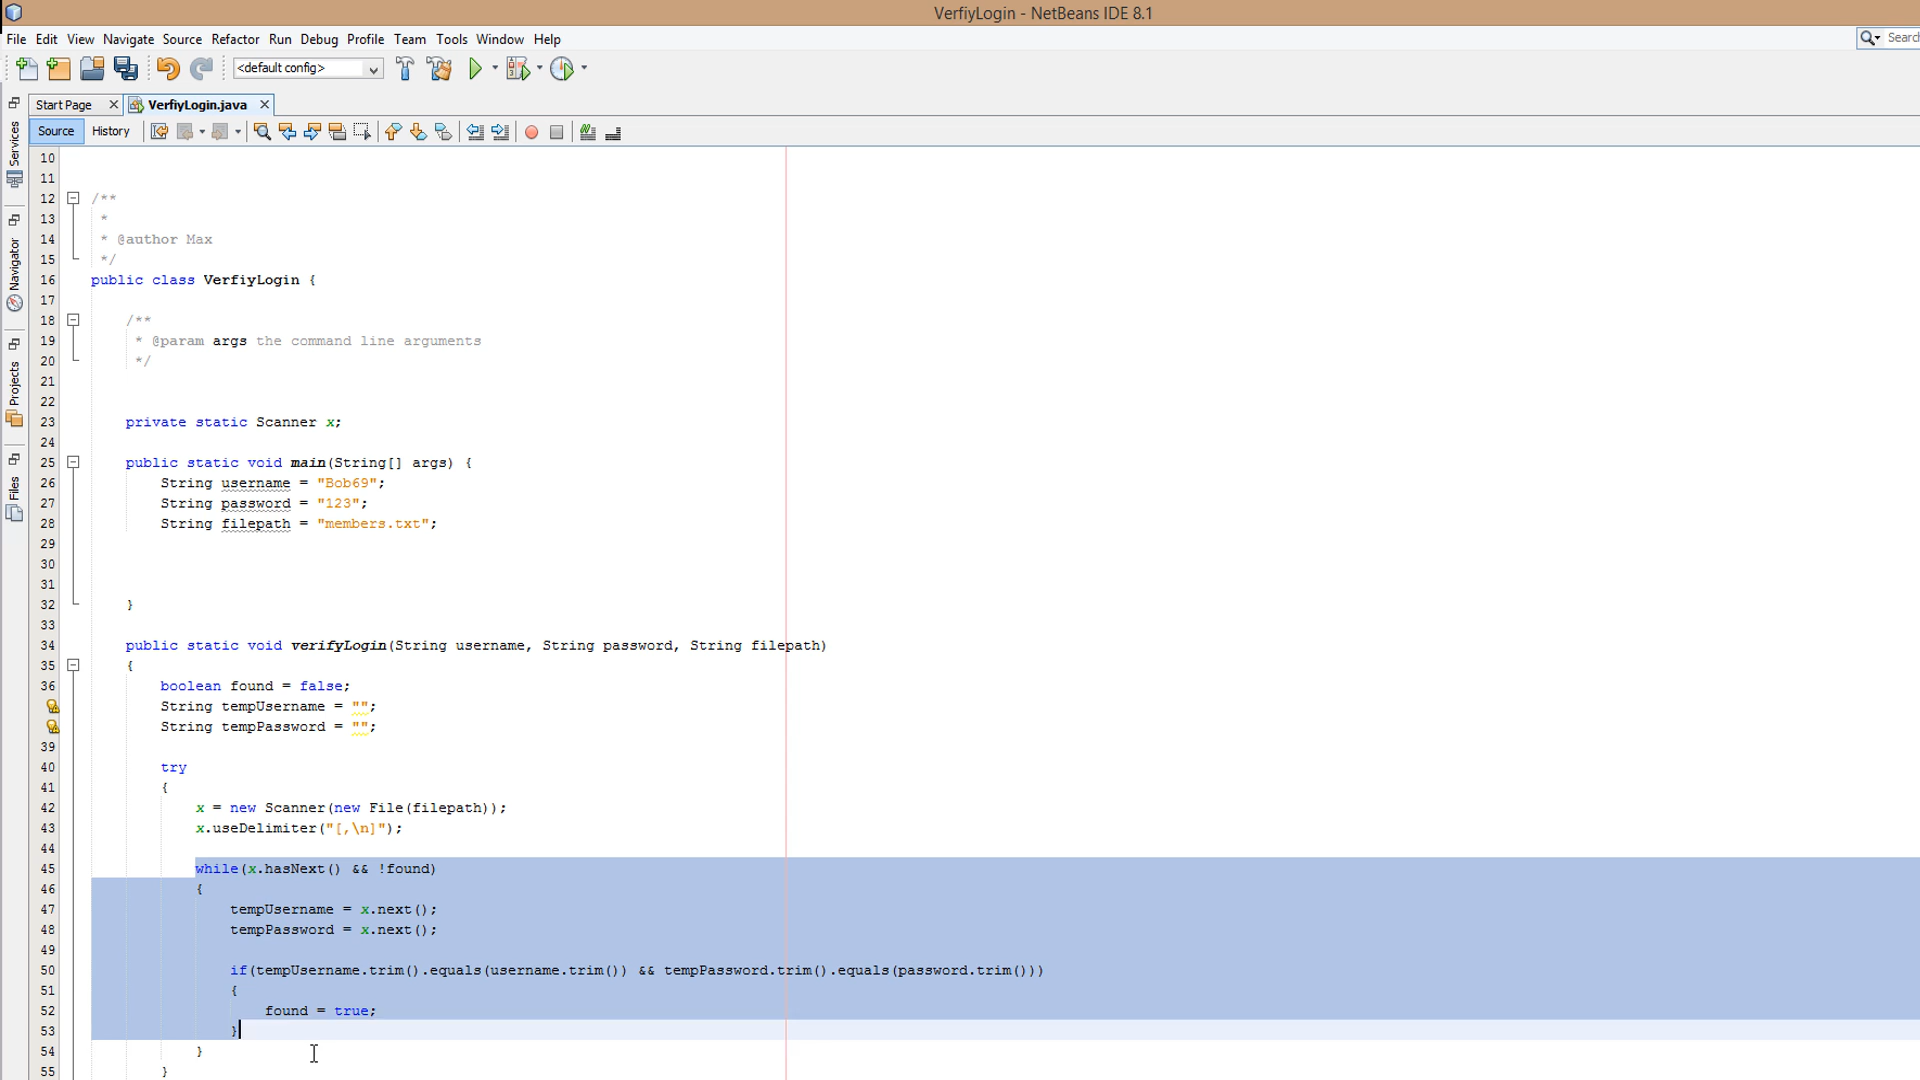 VerfiyLogin - NetBeans IDE 8.1
File Edit View Navigate Source Refactor Run Debug Profile Team Tools Window Help
Search
<default config>
Start Page VerfiyLogin.java
Source History
Services
Navigator
Projects
Files
10
11
12 /**
13 *
14 * @author Max
15 */
16 public class VerfiyLogin {
17
18 /**
19 * @param args the command line arguments
20 */
21
22
23 private static Scanner x;
24
25 public static void main(String[] args) {
26 String username = "Bob69";
27 String password = "123";
28 String filepath = "members.txt";
29
30
31
32 }
33
34 public static void verifyLogin(String username, String password, String filepath)
35 {
36 boolean found = false;
String tempUsername = "";
String tempPassword = "";
39
40 try
41 {
42 x = new Scanner(new File(filepath));
43 x.useDelimiter("[,\n]");
44
45 while(x.hasNext() && !found)
46 {
47 tempUsername = x.next();
48 tempPassword = x.next();
49
50 if(tempUsername.trim().equals(username.trim()) && tempPassword.trim().equals(password.trim()))
51 {
52 found = true;
53 }
54 }
55 }